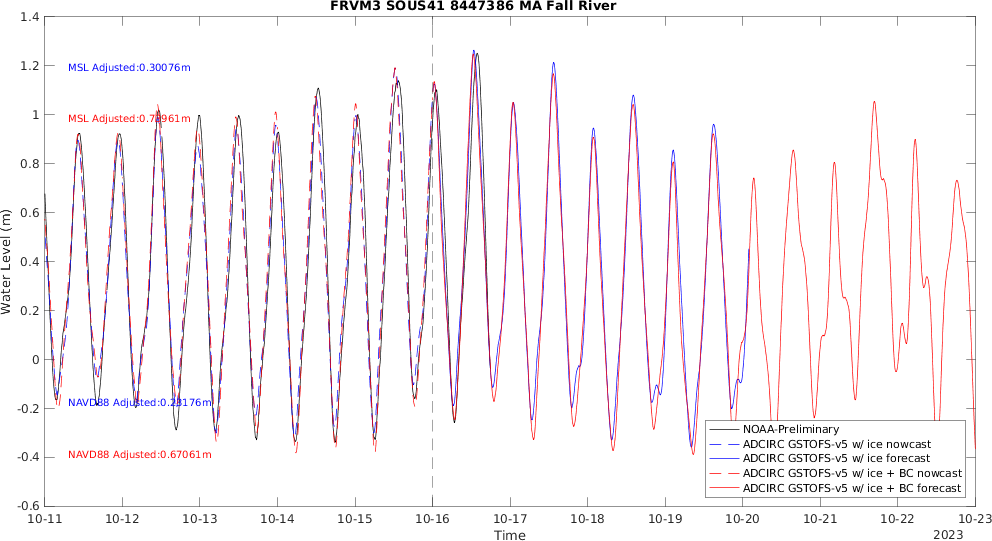 FRVM3 SOUS41 8447386 MA Fall River
1.4
1.2
1
0.8
0.6
0.4
0.2
0
-0.2
-0.4
-0.6
Water Level (m)
MSL Adjusted:0.30076m
MSL Adjusted:0.73961m
NAVD88 Adjusted:0.23176m
NAVD88 Adjusted:0.67061m
NOAA-Preliminary
ADCIRC GSTOFS-v5 w/ ice nowcast
ADCIRC GSTOFS-v5 w/ ice forecast
ADCIRC GSTOFS-v5 w/ ice + BC nowcast
ADCIRC GSTOFS-v5 w/ ice + BC forecast
10-11 10-12 10-13 10-14 10-15 10-16 10-17 10-18 10-19 10-20 10-21 10-22 10-23
Time
2023